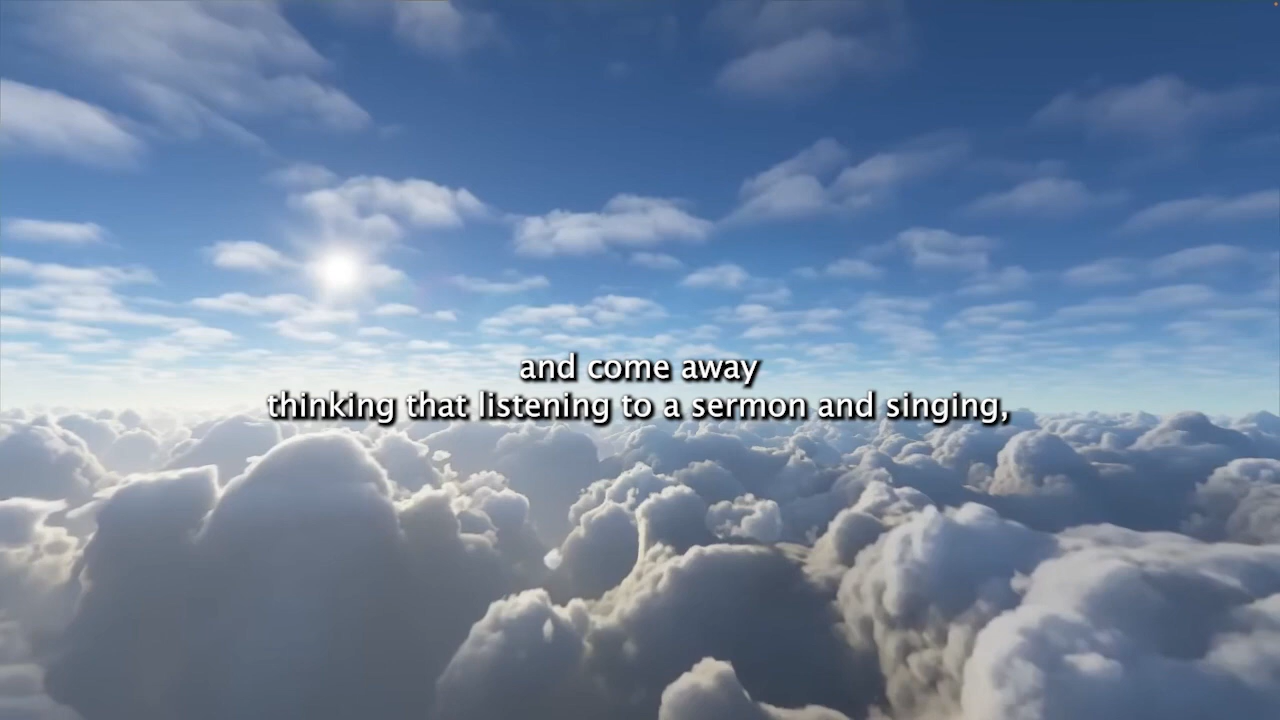 and come away
thinking that listening to a sermon and singing,